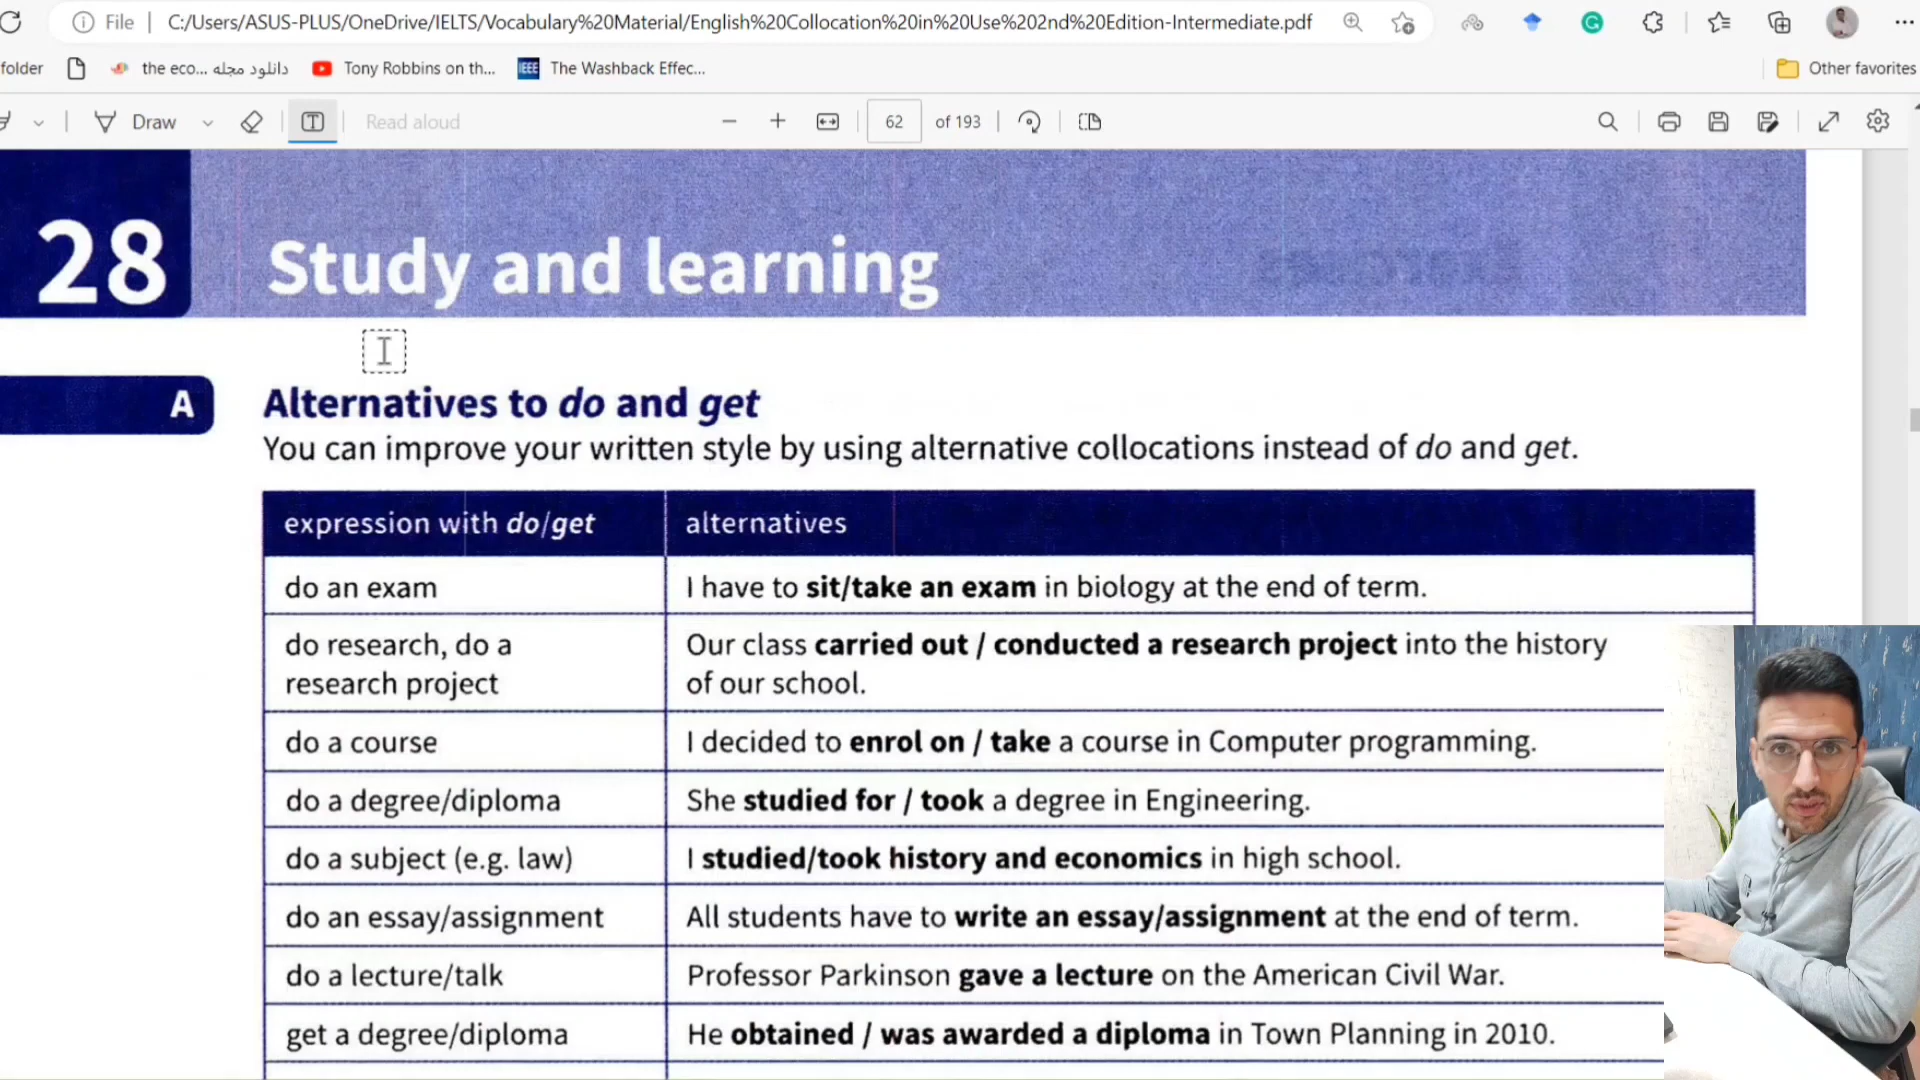 File C:/Users/ASUS-PLUS/OneDrive/IELTS/Vocabulary%20Material/English%20Collocation%20in%20Use%202nd%20Edition-Intermediate.pdf
folder the eco... دانلود مجله Tony Robbins on th... IEEE The Washback Effec... Other favorites
Draw T Read aloud 62 of 193
28 Study and learning
A Alternatives to do and get
You can improve your written style by using alternative collocations instead of do and get.
expression with do/get alternatives
do an exam I have to sit/take an exam in biology at the end of term.
do research, do a Our class carried out / conducted a research project into the history
research project of our school.
do a course I decided to enrol on / take a course in Computer programming.
do a degree/diploma She studied for / took a degree in Engineering.
do a subject (e.g. law) I studied/took history and economics in high school.
do an essay/assignment All students have to write an essay/assignment at the end of term.
do a lecture/talk Professor Parkinson gave a lecture on the American Civil War.
get a degree/diploma He obtained / was awarded a diploma in Town Planning in 2010.